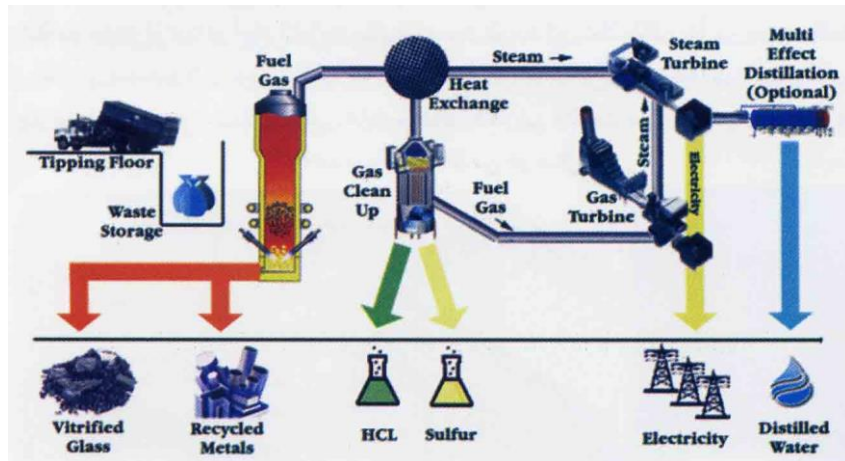 Fuel
Gas
Steam
Heat
Exchange
Steam
Turbine
Multi
Effect
Distillation
(Optional)
Tipping Floor
Waste
Storage
Gas
Clean
Up
Fuel
Gas
Gas
Turbine
Steam
Electricity
Vitrified
Glass
Recycled
Metals
HCL
Sulfur
Electricity
Distilled
Water